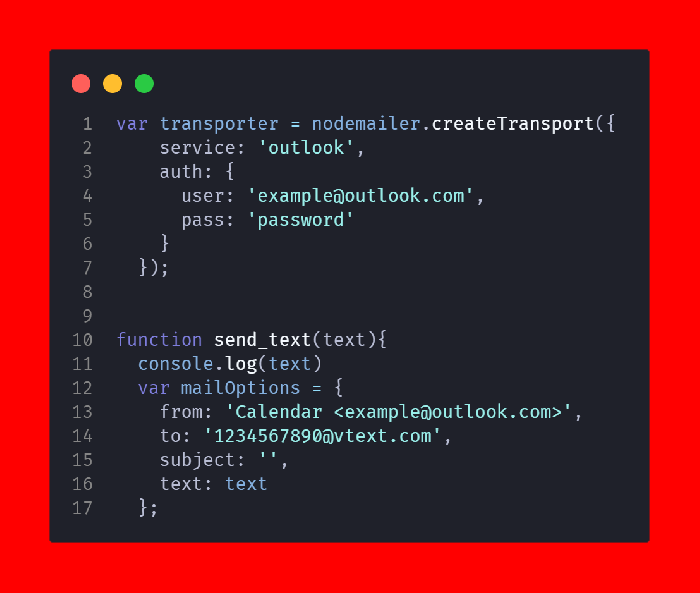 1 var transporter = nodemailer.createTransport({
2     service: 'outlook',
3     auth: {
4       user: 'example@outlook.com',
5       pass: 'password'
6     }
7   });
8
9
10 function send_text(text){
11   console.log(text)
12   var mailOptions = {
13     from: 'Calendar <example@outlook.com>',
14     to: '1234567890@vtext.com',
15     subject: '',
16     text: text
17   };